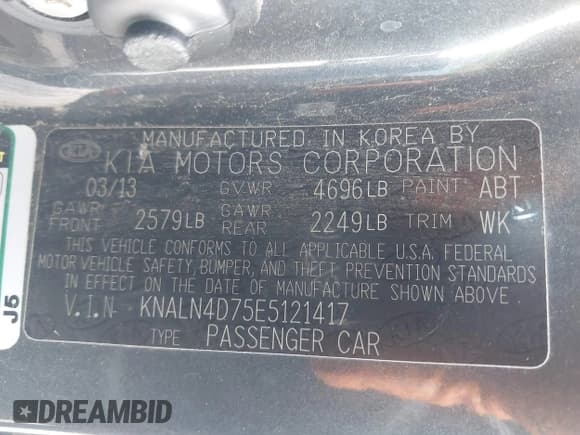 MANUFACTURED IN KOREA BY
KIA MOTORS CORPORATION
03/13 GVWR 4696LB PAINT ABT
GAWR FRONT 2579LB GAWR REAR 2249LB TRIM WK
THIS VEHICLE CONFORMS TO ALL APPLICABLE U.S.A. FEDERAL
MOTOR VEHICLE SAFETY, BUMPER, AND THEFT PREVENTION STANDARDS
IN EFFECT ON THE DATE OF MANUFACTURE SHOWN ABOVE.
V.I.N KNALN4D75E5121417
TYPE PASSENGER CAR
J5
DREAMBID